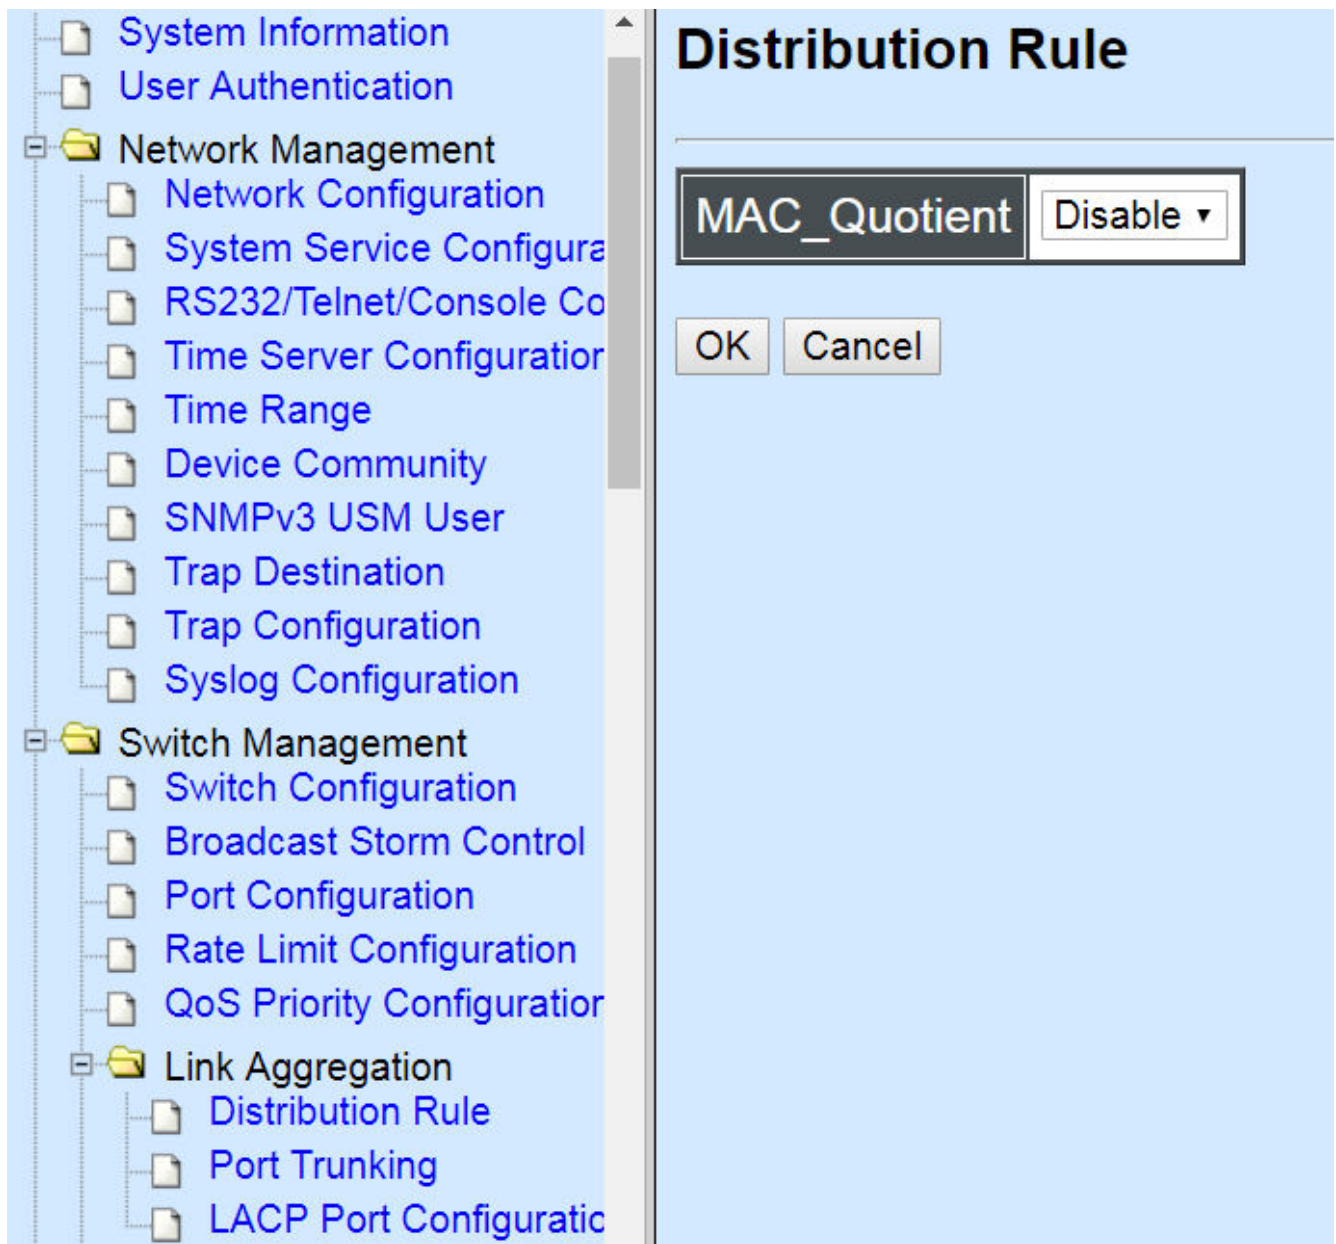 System Information
User Authentication
Network Management
Network Configuration
System Service Configura
RS232/Telnet/Console Co
Time Server Configuration
Time Range
Device Community
SNMPv3 USM User
Trap Destination
Trap Configuration
Syslog Configuration
Switch Management
Switch Configuration
Broadcast Storm Control
Port Configuration
Rate Limit Configuration
QoS Priority Configuration
Link Aggregation
Distribution Rule
Port Trunking
LACP Port Configuratio
Distribution Rule
MAC_Quotient Disable
OK Cancel